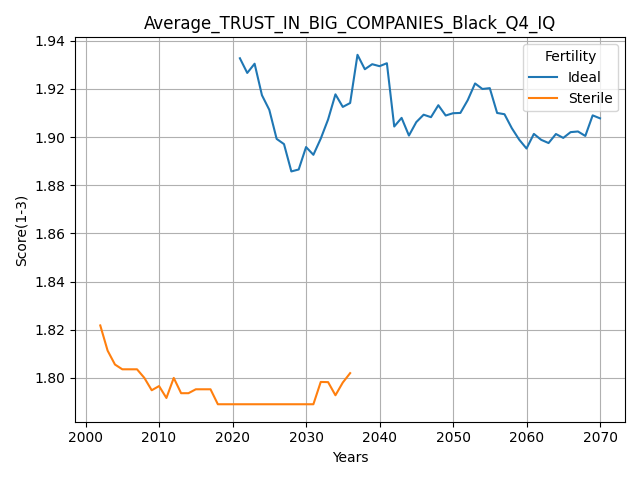 Average_TRUST_IN_BIG_COMPANIES_Black_Q4_IQ
Score(1-3)
1.94
1.92
1.90
1.88
1.86
1.84
1.82
1.80
Fertility
Ideal
Sterile
2000 2010 2020 2030 2040 2050 2060 2070
Years